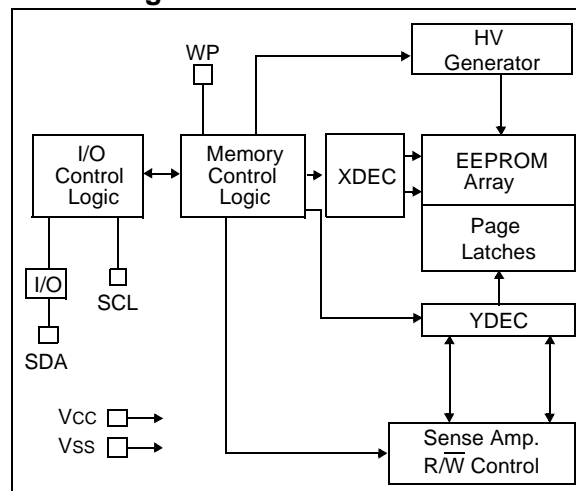 WP
HV
Generator
I/O
Control
Logic
Memory
Control
Logic
XDEC
EEPROM
Array
Page
Latches
I/O
SCL
SDA
YDEC
VCC
VSS
Sense Amp.
R/W̅ Control